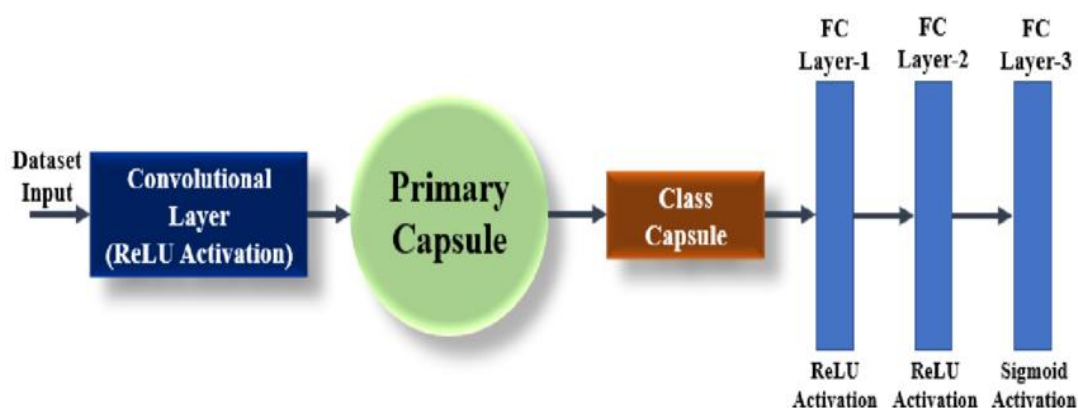 Dataset
Input
Convolutional
Layer
(ReLU Activation)
Primary
Capsule
Class
Capsule
FC
Layer-1
FC
Layer-2
FC
Layer-3
ReLU
Activation
ReLU
Activation
Sigmoid
Activation